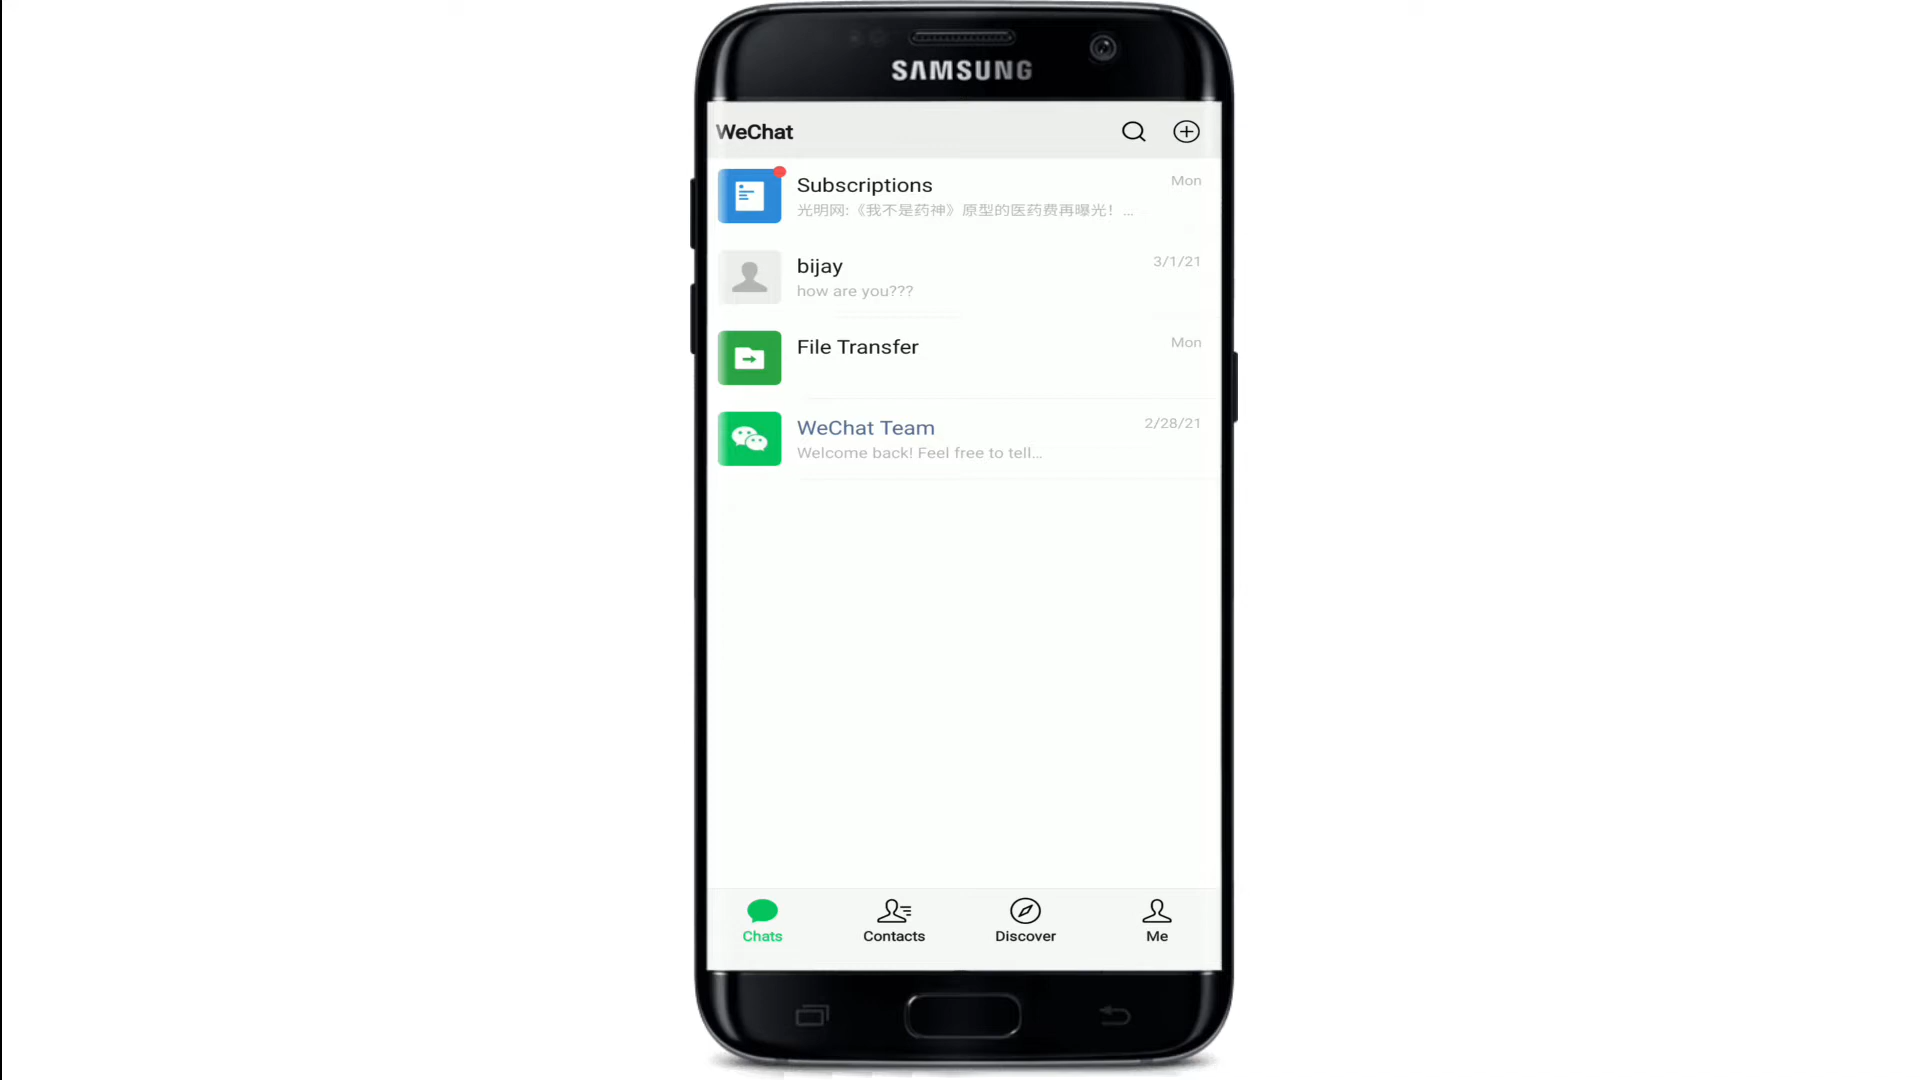 SAMSUNG
WeChat
Subscriptions
Mon
光明网:《我不是药神》原型的医药费再曝光！...
bijay
3/1/21
how are you???
File Transfer
Mon
WeChat Team
2/28/21
Welcome back! Feel free to tell...
Chats
Contacts
Discover
Me